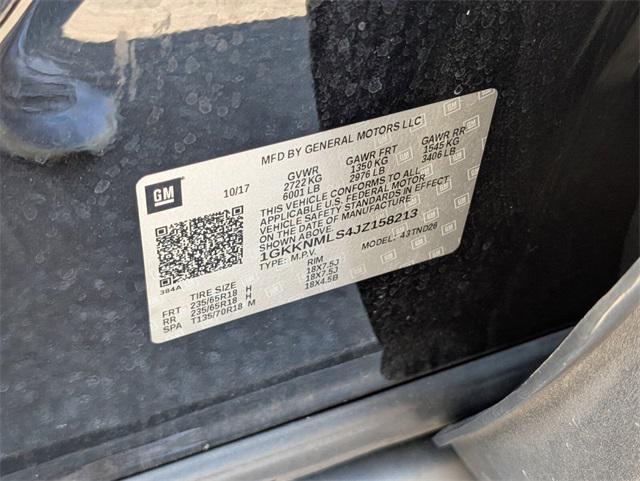 MFD BY GENERAL MOTORS LLC
GM
10/17
GVWR GAWR FRT GAWR RR
2722 KG 1350 KG 1545 KG
6001 LB 2976 LB 3406 LB
THIS VEHICLE CONFORMS TO ALL
APPLICABLE U.S. FEDERAL MOTOR
VEHICLE SAFETY STANDARDS IN EFFECT
ON THE DATE OF MANUFACTURE
SHOWN ABOVE.
1GKKNMLS4JZ158213
TYPE: M.P.V. MODEL: 43TND26
384A
TIRE SIZE RIM
FRT 235/65R18 H 18X7.5J
RR 235/65R18 H 18X7.5J
SPA T135/70R18 M 18X4.5B